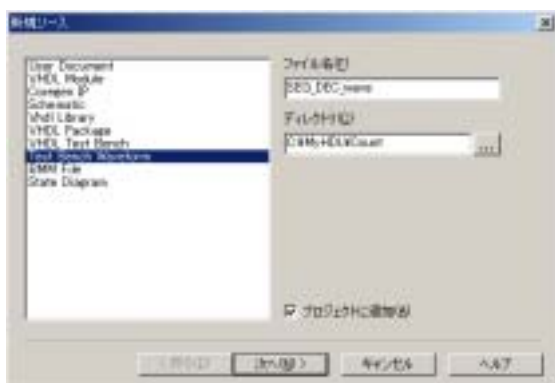 新規ソース
User Document
VHDL Module
Coregen IP
Schematic
Vhdl Library
VHDL Package
VHDL Test Bench
Test Bench Waveform
BMM File
State Diagram
ファイル名(E)
SEG_DEC_wave
ディレクトリ(C)
C:¥My-HDL¥Count
...
プロジェクトに追加(A)
次へ(N) >
キャンセル
ヘルプ